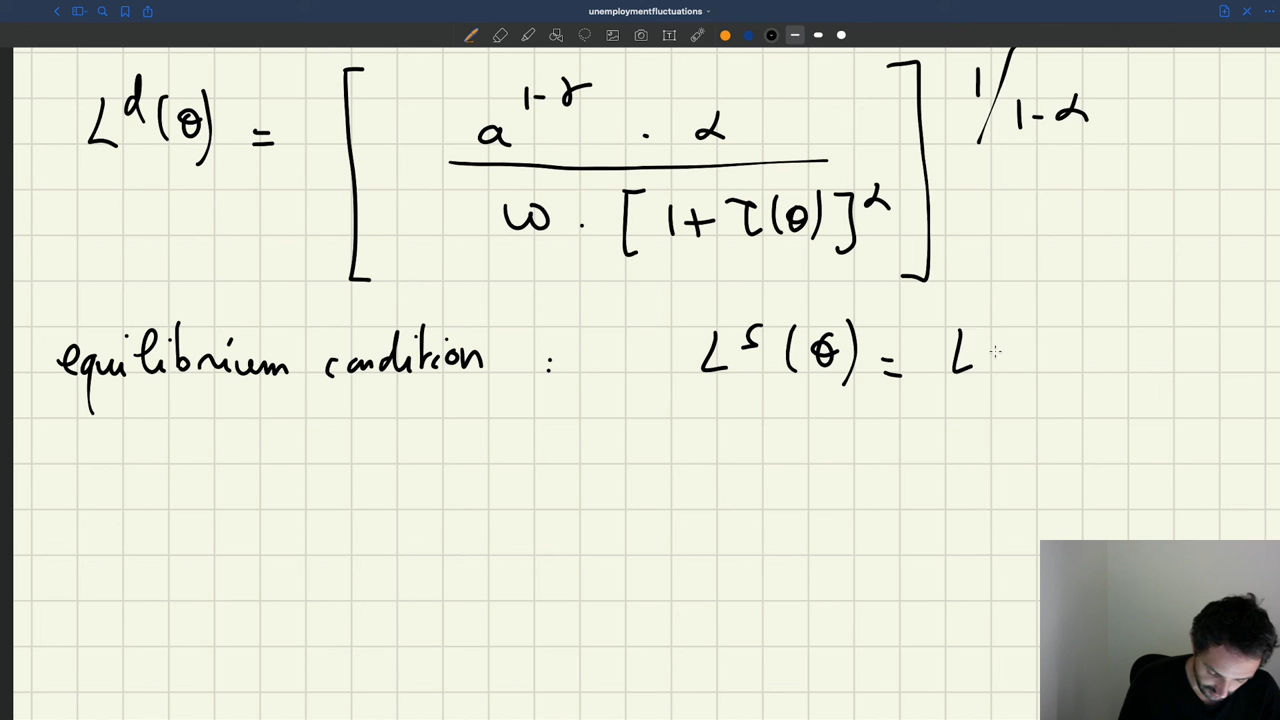 unemploymentfluctuations
L^d(θ) = [ a^{1-γ} · α / ω · [1+τ(θ)]^α ]^{1/1-α}
equilibrium condition : L^s(θ) = L